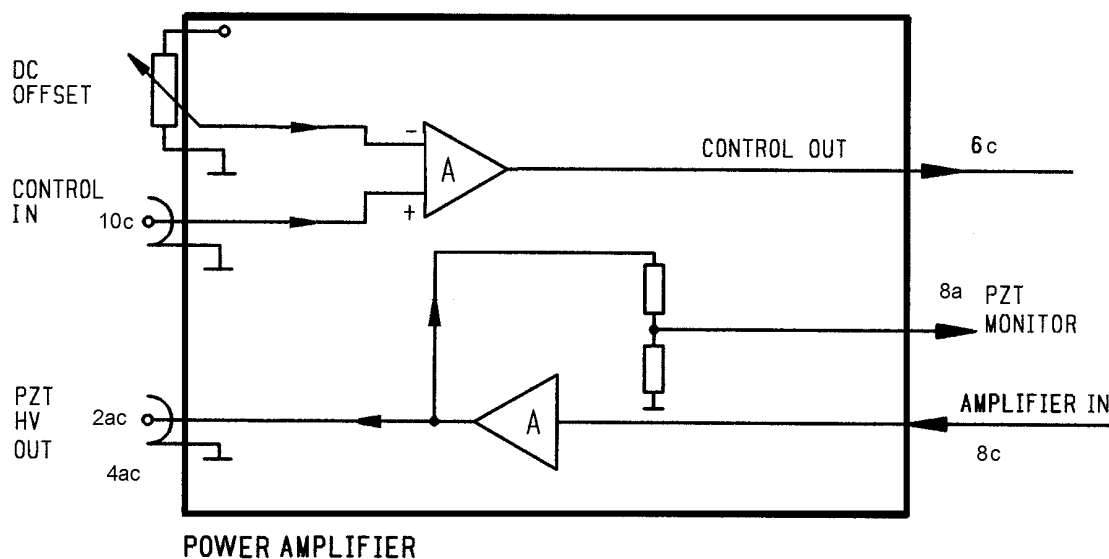 DC
OFFSET
-
A
+
CONTROL OUT
6c
CONTROL
IN
10c
8a
PZT
MONITOR
PZT
HV
OUT
2ac
4ac
A
AMPLIFIER IN
8c
POWER AMPLIFIER